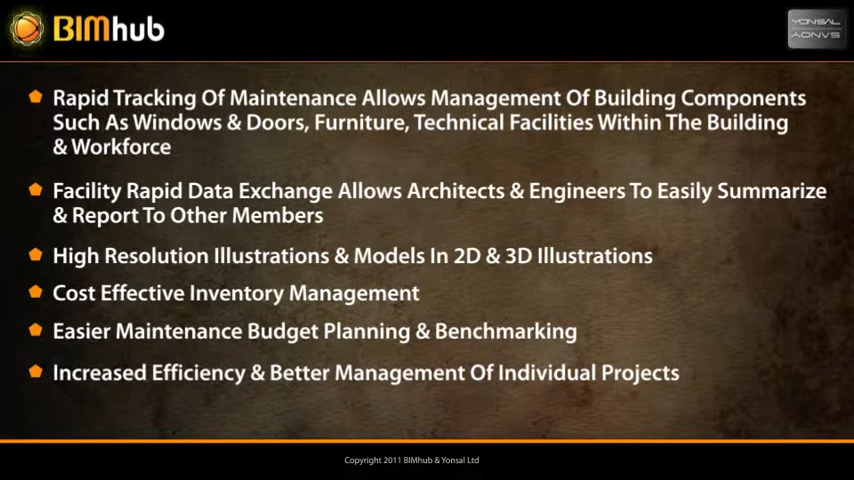 BIMhub
YONSAL
AONVS
Rapid Tracking Of Maintenance Allows Management Of Building Components
Such As Windows & Doors, Furniture, Technical Facilities Within The Building
& Workforce
Facility Rapid Data Exchange Allows Architects & Engineers To Easily Summarize
& Report To Other Members
High Resolution Illustrations & Models In 2D & 3D Illustrations
Cost Effective Inventory Management
Easier Maintenance Budget Planning & Benchmarking
Increased Efficiency & Better Management Of Individual Projects
Copyright 2011 BIMhub & Yonsal Ltd